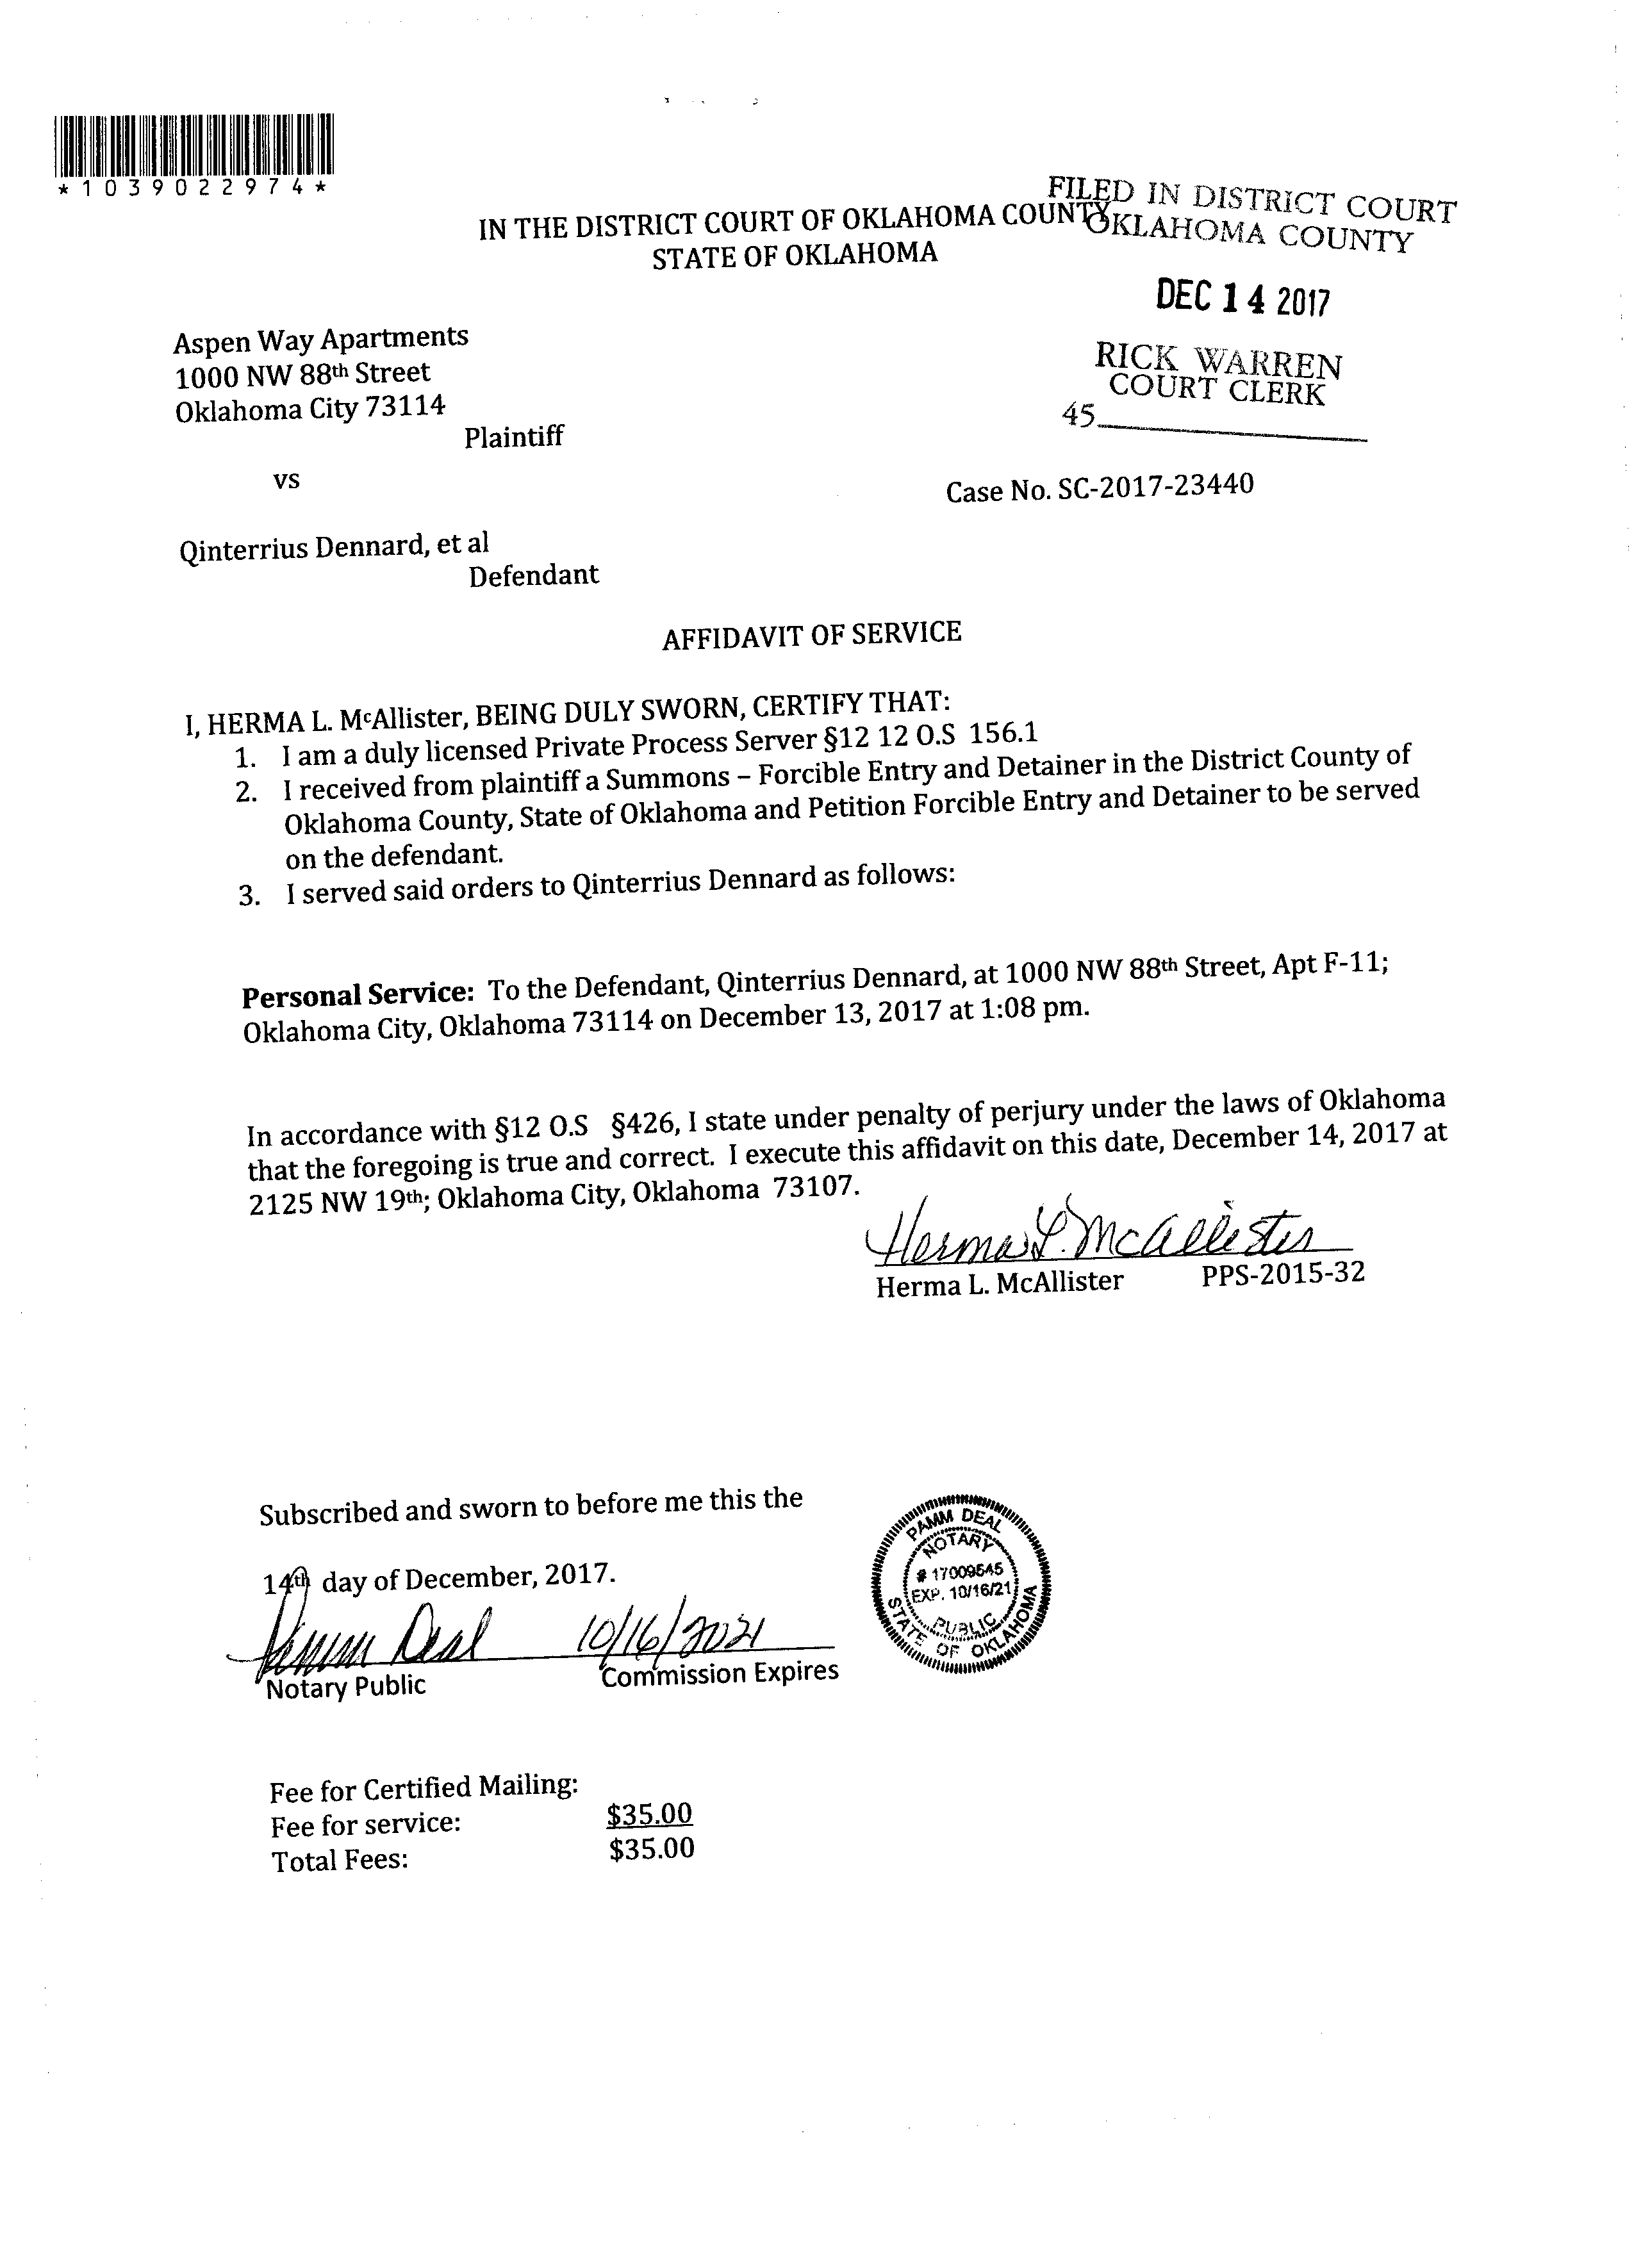 *1039022974*
FILED IN DISTRICT COURT
OKLAHOMA COUNTY
IN THE DISTRICT COURT OF OKLAHOMA COUNTY
STATE OF OKLAHOMA
DEC 14 2017
RICK WARREN
COURT CLERK
45
Aspen Way Apartments
1000 NW 88th Street
Oklahoma City 73114
Plaintiff
vs
Case No. SC-2017-23440
Qinterrius Dennard, et al
Defendant
AFFIDAVIT OF SERVICE
I, HERMA L. McAllister, BEING DULY SWORN, CERTIFY THAT:
1. I am a duly licensed Private Process Server §12 12 O.S 156.1
2. I received from plaintiff a Summons – Forcible Entry and Detainer in the District County of
Oklahoma County, State of Oklahoma and Petition Forcible Entry and Detainer to be served
on the defendant.
3. I served said orders to Qinterrius Dennard as follows:
Personal Service: To the Defendant, Qinterrius Dennard, at 1000 NW 88th Street, Apt F-11;
Oklahoma City, Oklahoma 73114 on December 13, 2017 at 1:08 pm.
In accordance with §12 O.S §426, I state under penalty of perjury under the laws of Oklahoma
that the foregoing is true and correct. I execute this affidavit on this date, December 14, 2017 at
2125 NW 19th; Oklahoma City, Oklahoma 73107.
Herma L. McAllister
Herma L. McAllister PPS-2015-32
Subscribed and sworn to before me this the
14th day of December, 2017.
Pamm Deal 10/16/2021
Notary Public Commission Expires
PAMM DEAL
NOTARY
# 17009545
EXP. 10/16/21
PUBLIC
STATE OF OKLAHOMA
Fee for Certified Mailing:
Fee for service: $35.00
Total Fees: $35.00